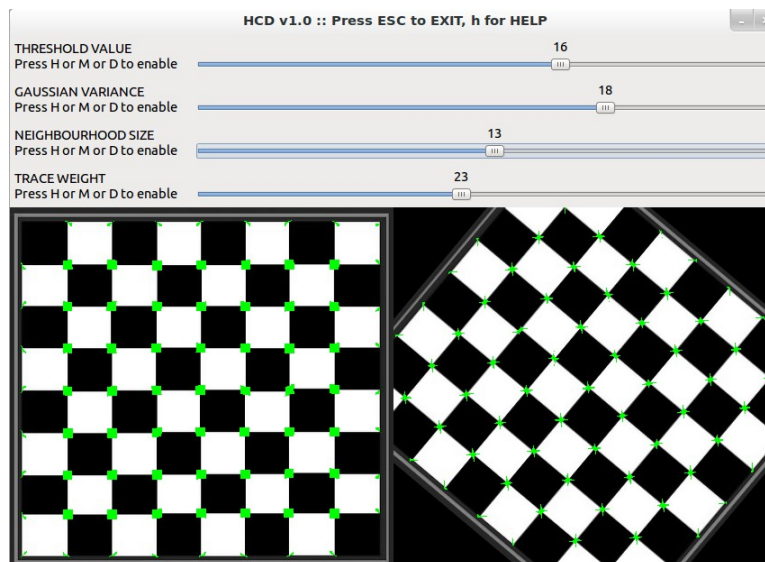 HCD v1.0 :: Press ESC to EXIT, h for HELP
THRESHOLD VALUE
Press H or M or D to enable
16
GAUSSIAN VARIANCE
Press H or M or D to enable
18
NEIGHBOURHOOD SIZE
Press H or M or D to enable
13
TRACE WEIGHT
Press H or M or D to enable
23